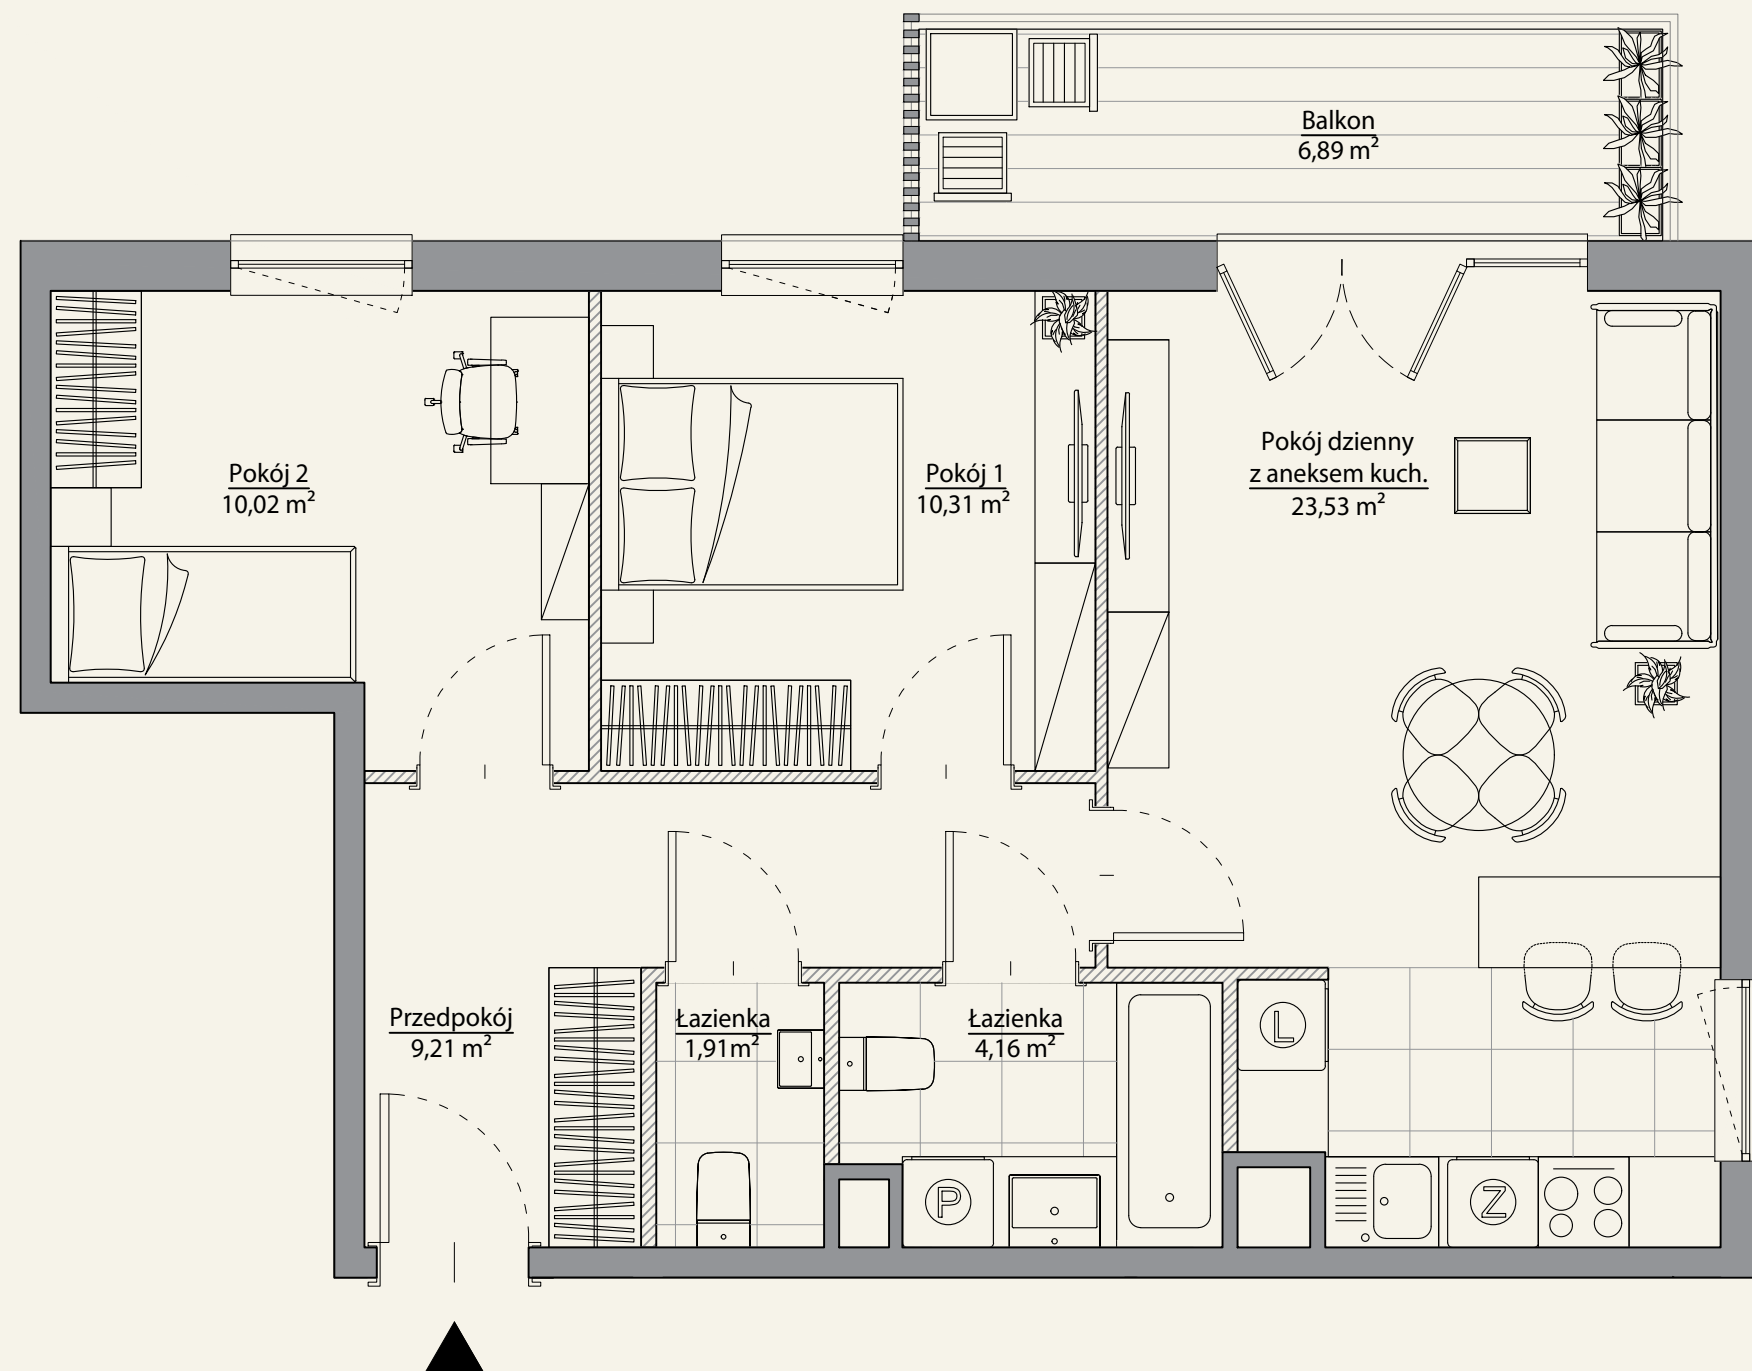 Balkon
6,89 m²
Pokój 2
10,02 m²
Pokój 1
10,31 m²
Pokój dzienny
z aneksem kuch.
23,53 m²
Przedpokój
9,21 m²
Łazienka
1,91m²
Łazienka
4,16 m²
L
P
Z